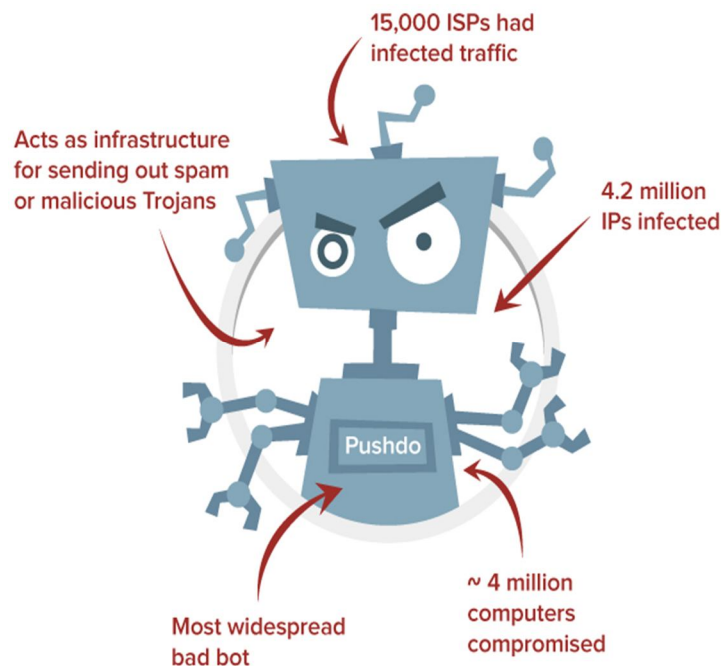 15,000 ISPs had
infected traffic
Acts as infrastructure
for sending out spam
or malicious Trojans
4.2 million
IPs infected
Pushdo
~ 4 million
computers
compromised
Most widespread
bad bot